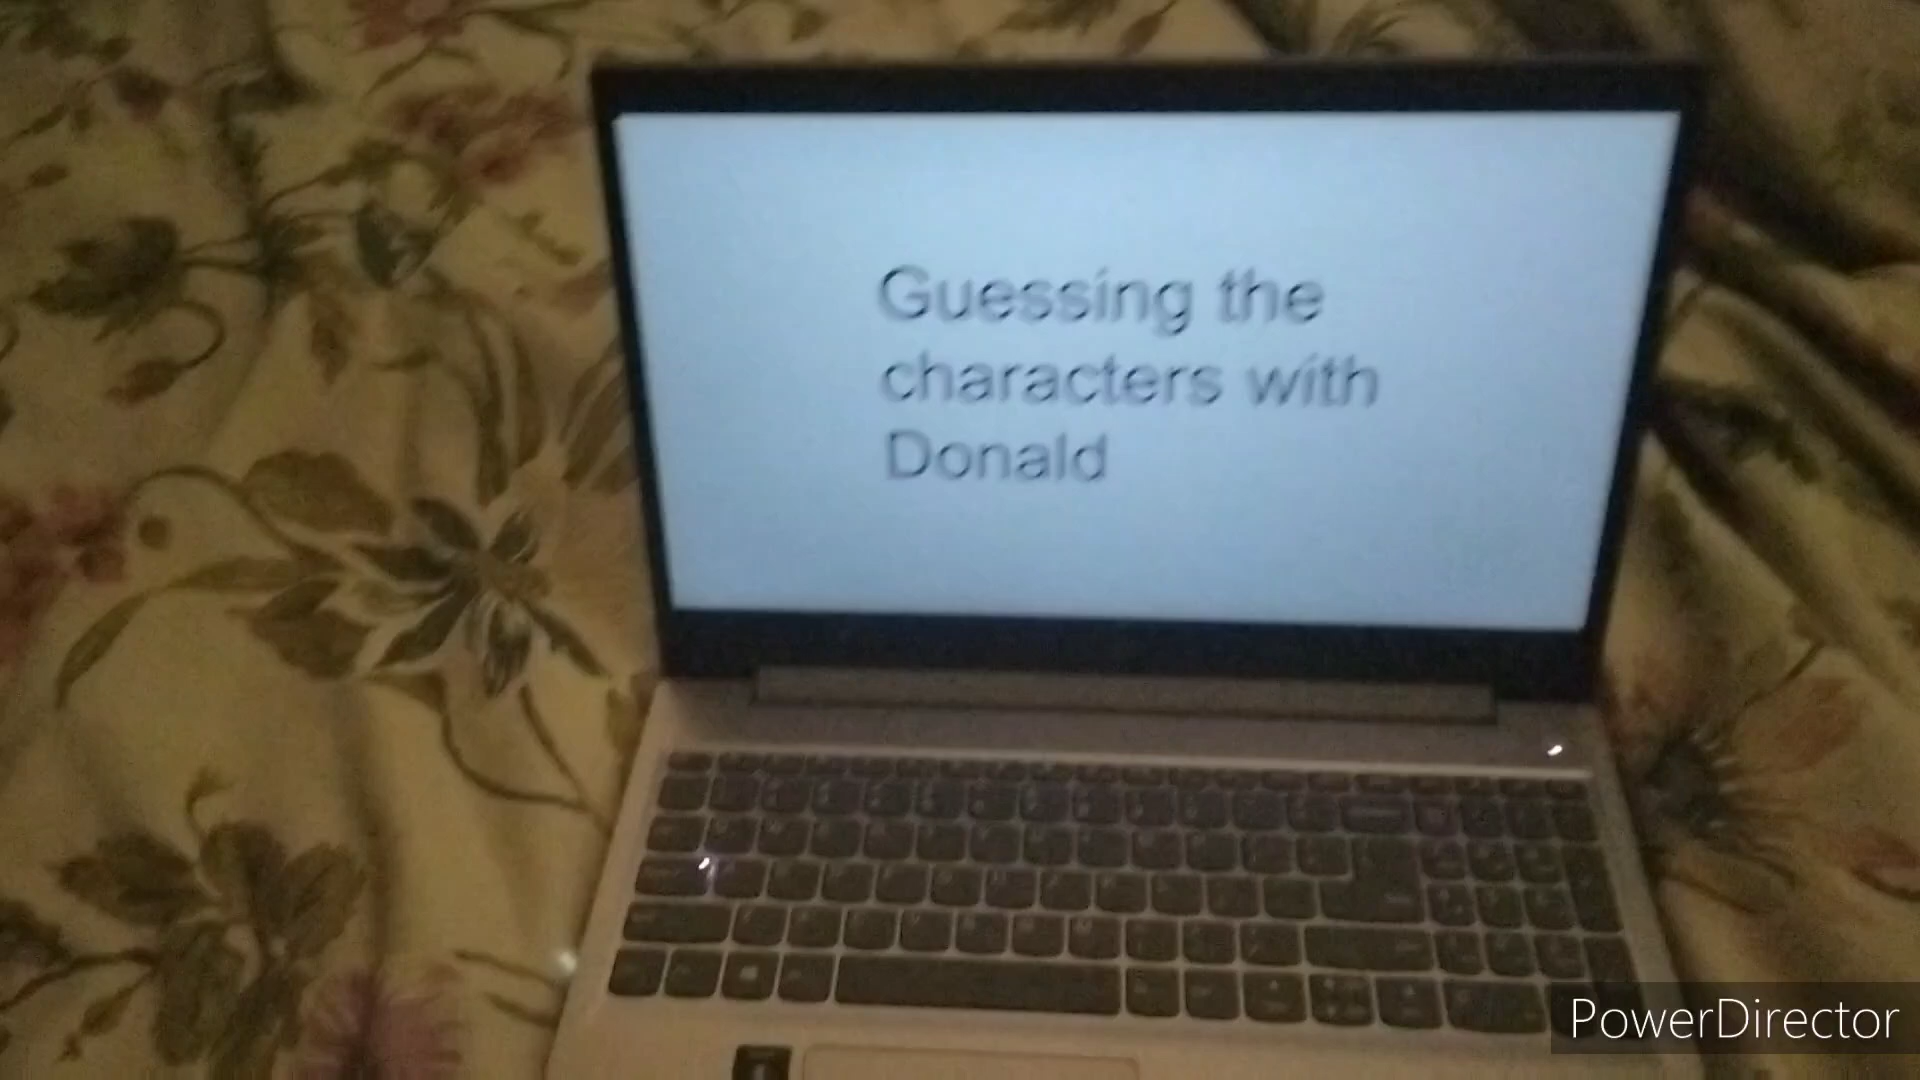 Guessing the
characters with
Donald
PowerDirector